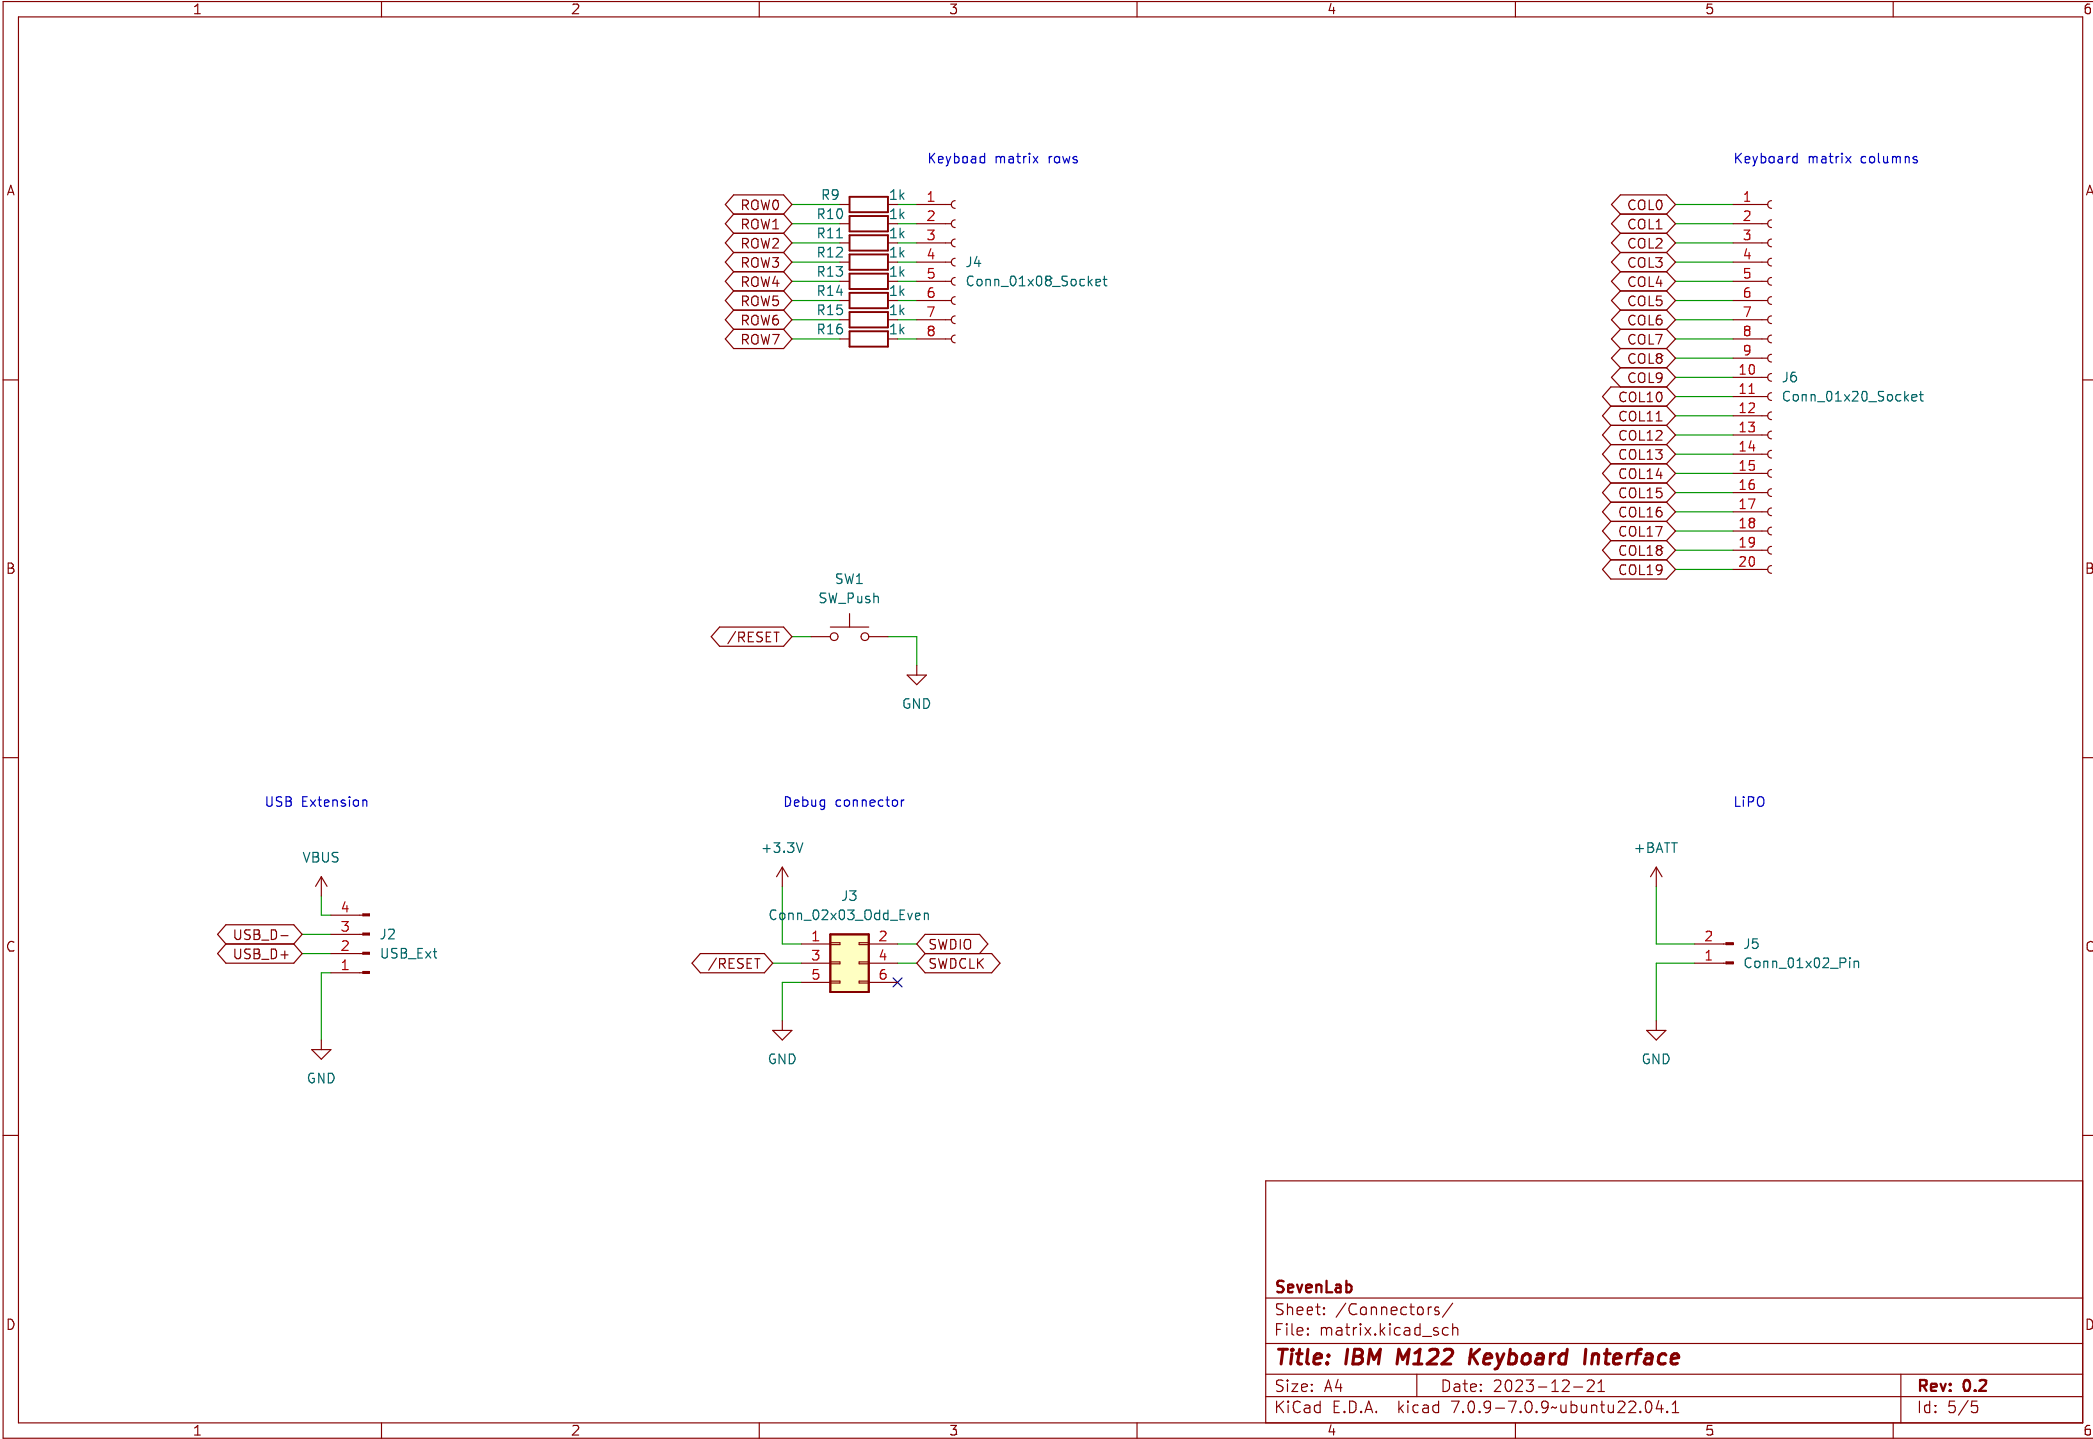 1 2 3 4 5 6
A
B
C
D
Keyboad matrix rows
ROW0 R9 1k 1
ROW1 R10 1k 2
ROW2 R11 1k 3
ROW3 R12 1k 4
ROW4 R13 1k 5
ROW5 R14 1k 6
ROW6 R15 1k 7
ROW7 R16 1k 8
J4
Conn_01x08_Socket
Keyboard matrix columns
COL0 1
COL1 2
COL2 3
COL3 4
COL4 5
COL5 6
COL6 7
COL7 8
COL8 9
COL9 10
COL10 11
COL11 12
COL12 13
COL13 14
COL14 15
COL15 16
COL16 17
COL17 18
COL18 19
COL19 20
J6
Conn_01x20_Socket
SW1
SW_Push
/RESET
GND
USB Extension
VBUS
4
USB_D- 3
USB_D+ 2
1
J2
USB_Ext
GND
Debug connector
+3.3V
J3
Conn_02x03_Odd_Even
1 2 SWDIO
/RESET 3 4 SWDCLK
5 6
GND
LiPO
+BATT
2 J5
1 Conn_01x02_Pin
GND
SevenLab
Sheet: /Connectors/
File: matrix.kicad_sch
Title: IBM M122 Keyboard Interface
Size: A4 Date: 2023-12-21 Rev: 0.2
KiCad E.D.A. kicad 7.0.9-7.0.9~ubuntu22.04.1 Id: 5/5
A
B
C
D
1 2 3 4 5 6